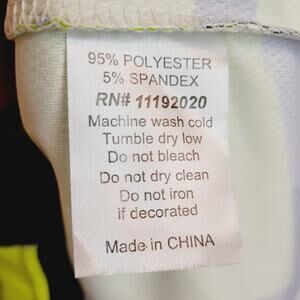 95% POLYESTER
5% SPANDEX
RN# 11192020
Machine wash cold
Tumble dry low
Do not bleach
Do not dry clean
Do not iron
if decorated
Made in CHINA